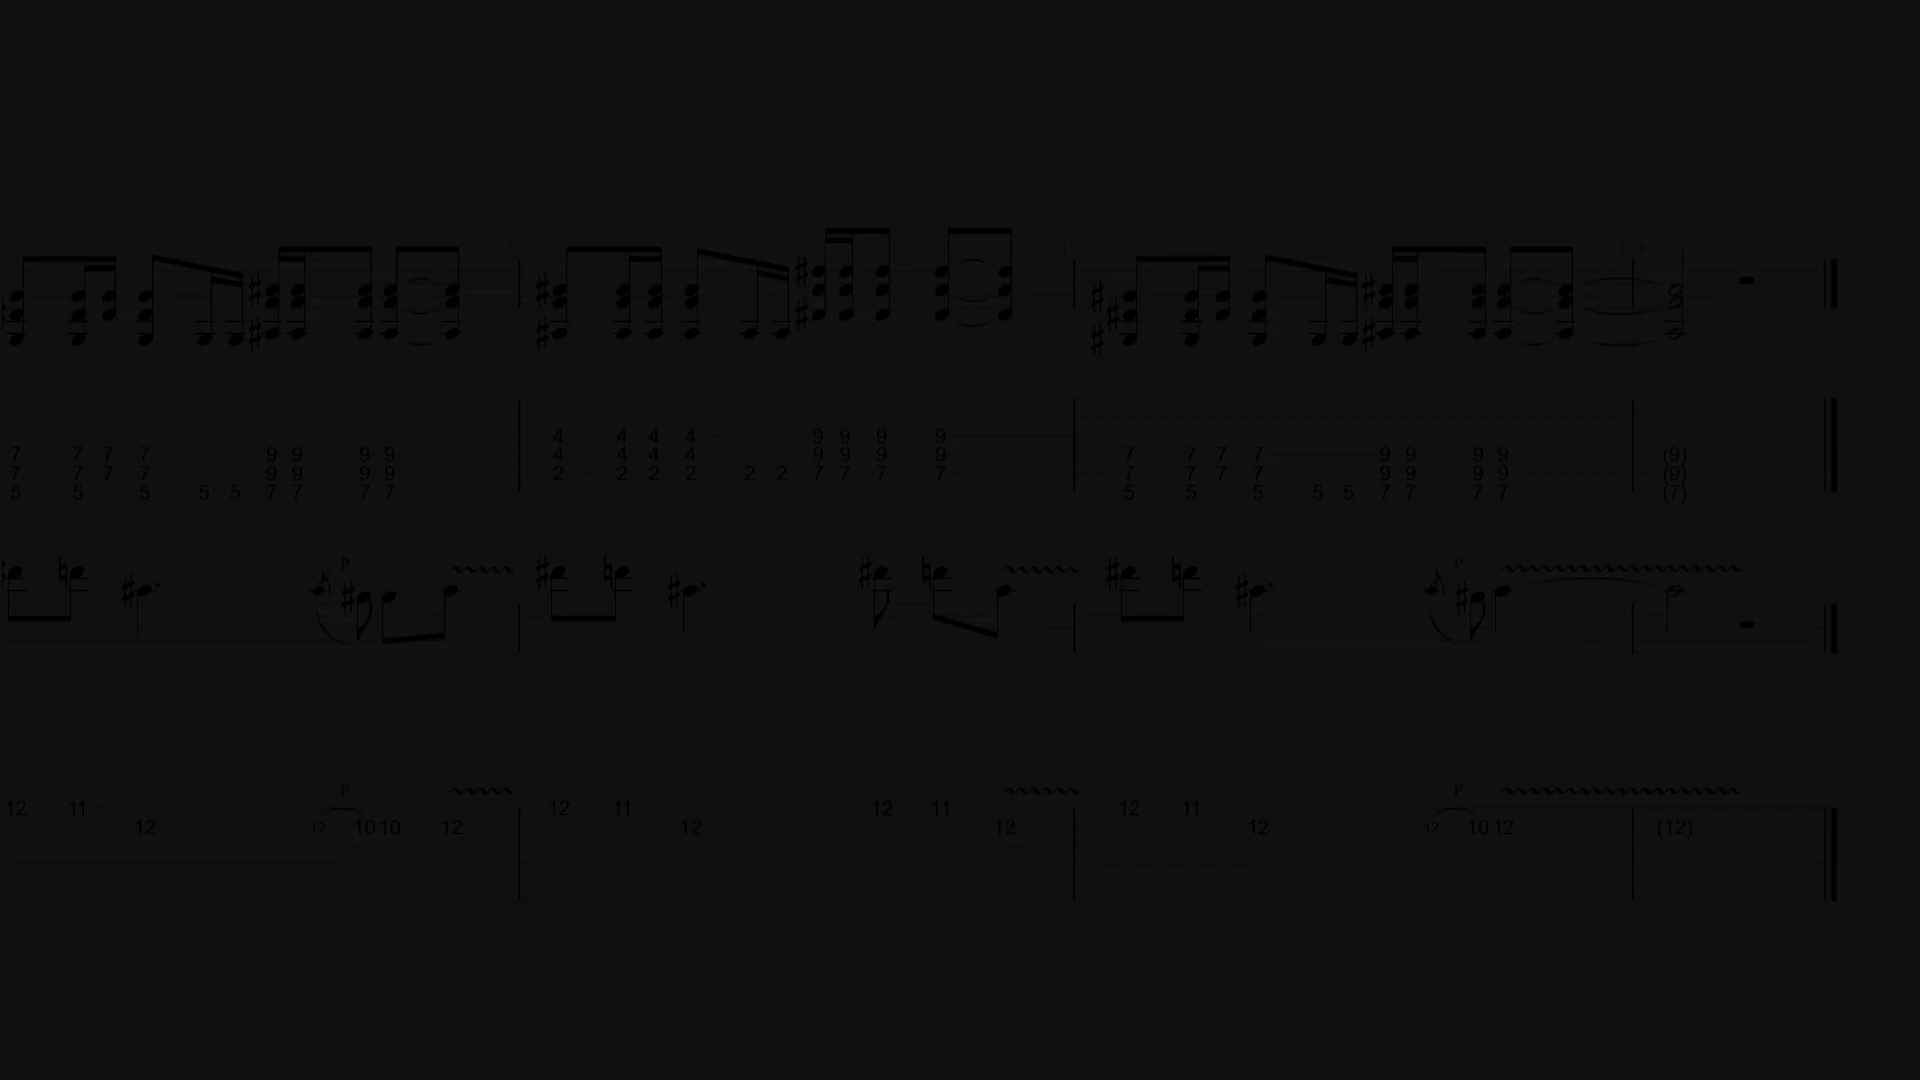 4 4 4 4 9 9 9 9
7 7 7 7 9 9 9 9 4 4 4 4 9 9 9 9 7 7 7 7 9 9 9 9 (9)
7 7 7 7 9 9 9 9 2 2 2 2 2 2 7 7 7 7 7 7 7 7 9 9 9 9 (9)
5 5 5 5 5 7 7 7 7 5 5 5 5 5 7 7 7 7 (7)
P P
P P
12 11 12 11 12 11 12 11
12 12 10 10 12 12 12 12 12 10 12 (12)